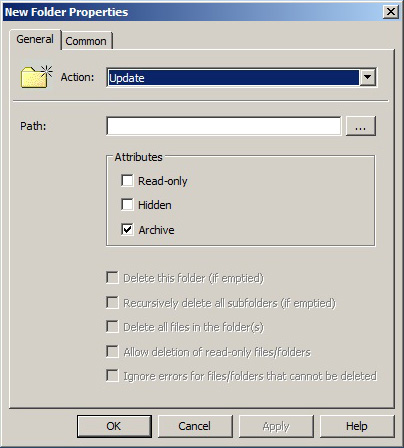 New Folder Properties
General
Common
Action:
Update
Path:
...
Attributes
Read-only
Hidden
Archive
Delete this folder (if emptied)
Recursively delete all subfolders (if emptied)
Delete all files in the folder(s)
Allow deletion of read-only files/folders
Ignore errors for files/folders that cannot be deleted
OK
Cancel
Apply
Help